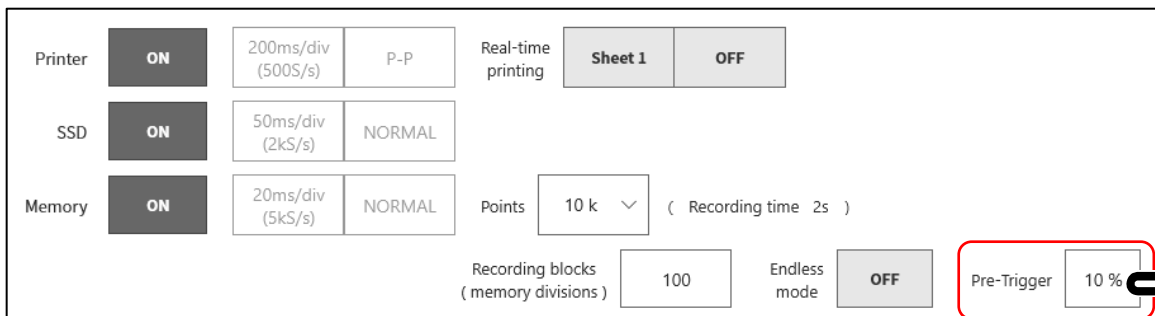 Printer ON 200ms/div (500S/s) P-P Real-time printing Sheet 1 OFF
SSD ON 50ms/div (2kS/s) NORMAL
Memory ON 20ms/div (5kS/s) NORMAL Points 10 k ( Recording time 2s )
Recording blocks ( memory divisions ) 100 Endless mode OFF Pre-Trigger 10 %